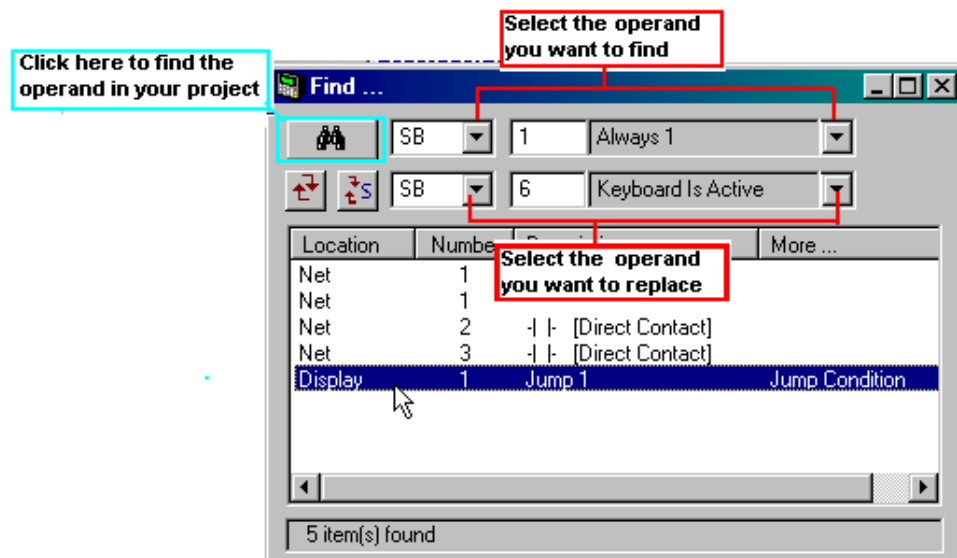 Select the operand
you want to find
Click here to find the
operand in your project
Find ...
SB 1 Always 1
S SB 6 Keyboard Is Active
Location Numbe More ...
Select the operand
you want to replace
Net 1
Net 1
Net 2 -| |- [Direct Contact]
Net 3 -| |- [Direct Contact]
Display 1 Jump 1 Jump Condition
5 item(s) found